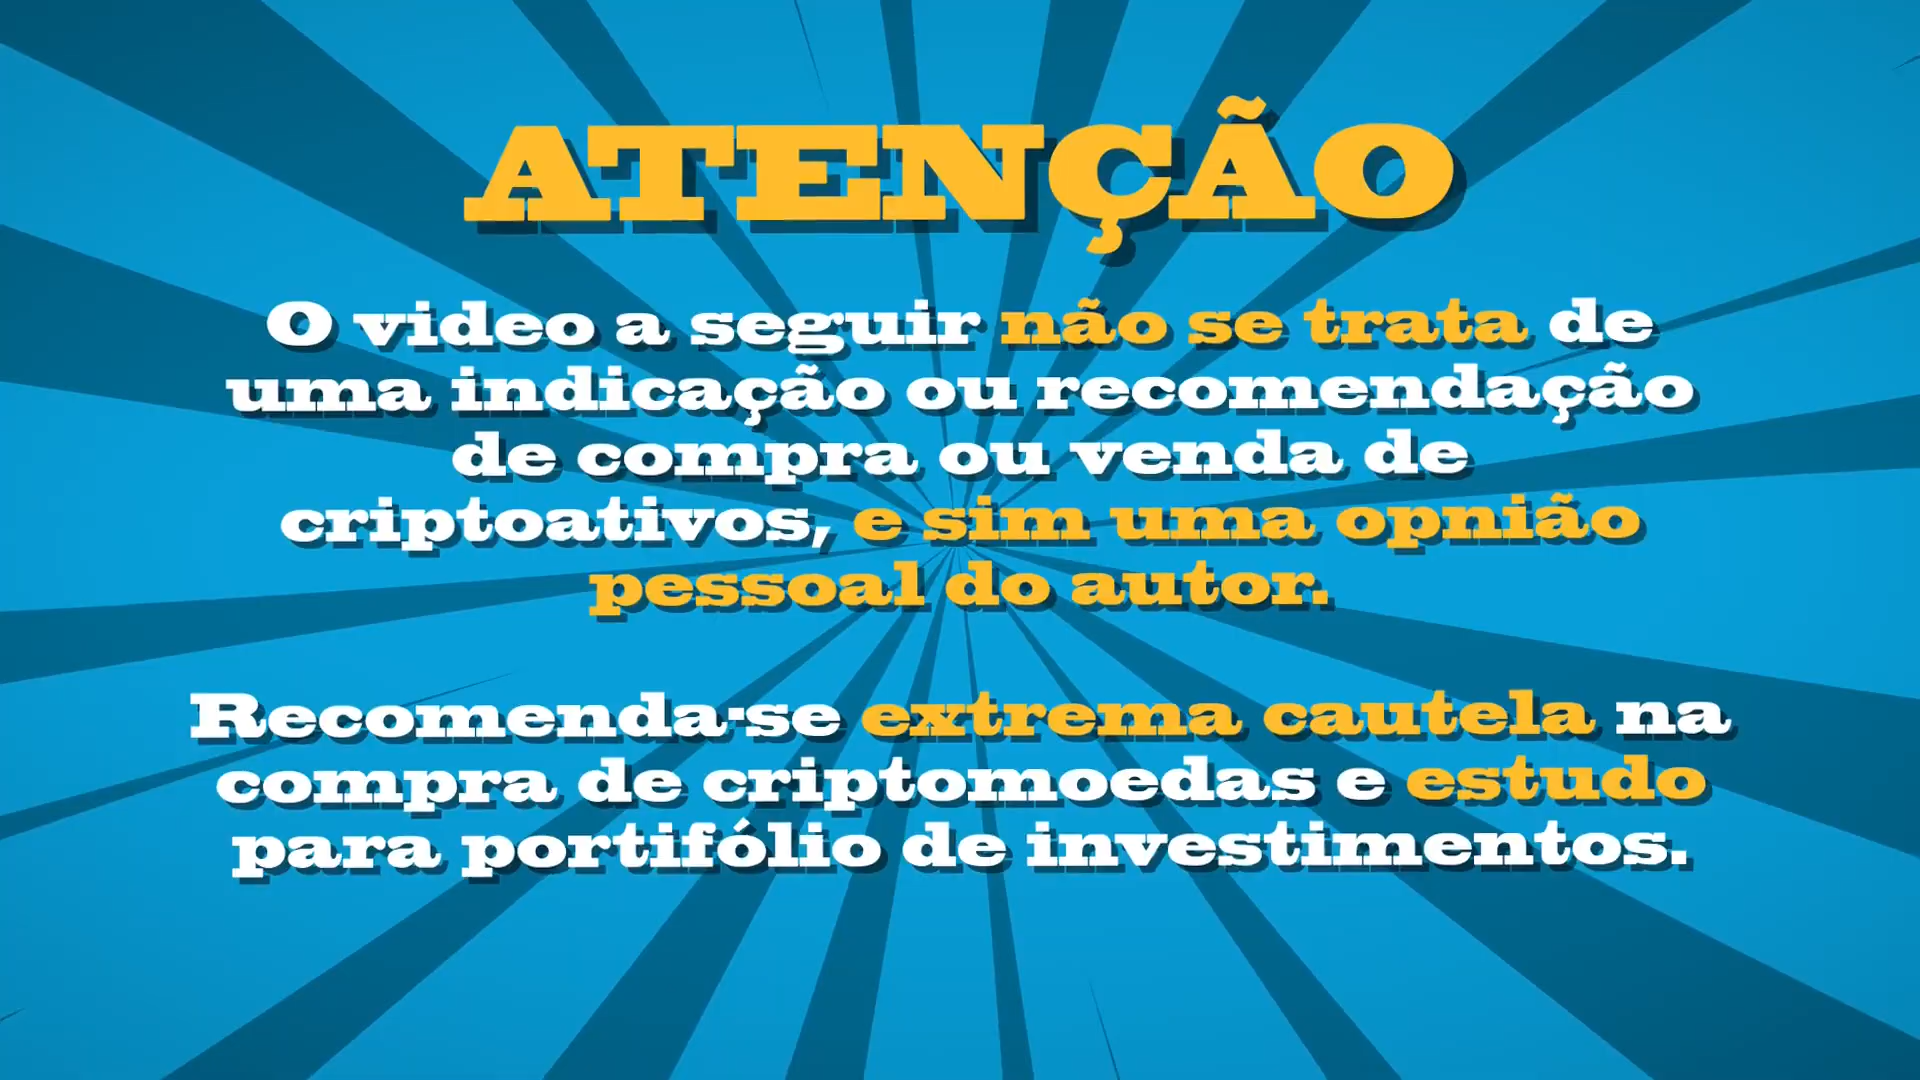 ATENÇÃO
O video a seguir não se trata de
uma indicação ou recomendação
de compra ou venda de
criptoativos, e sim uma opnião
pessoal do autor.
Recomenda-se extrema cautela na
compra de criptomoedas e estudo
para portifólio de investimentos.